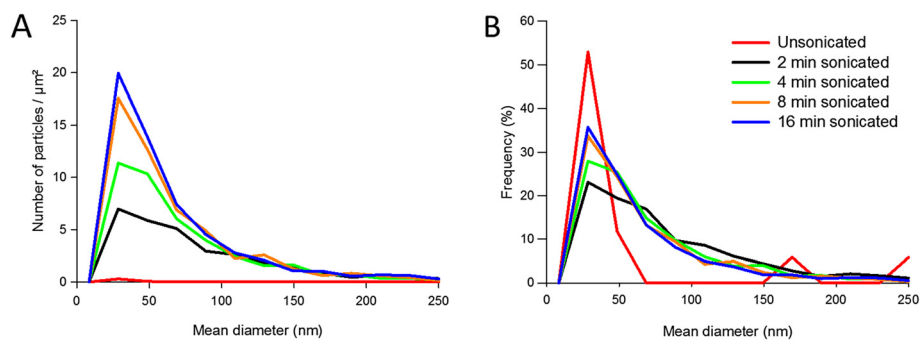 A
Number of particles / µm²
25
20
15
10
5
0
0
50
100
150
200
250
Mean diameter (nm)
B
Frequency (%)
60
50
40
30
20
10
0
0
50
100
150
200
250
Mean diameter (nm)
Unsonicated
2 min sonicated
4 min sonicated
8 min sonicated
16 min sonicated